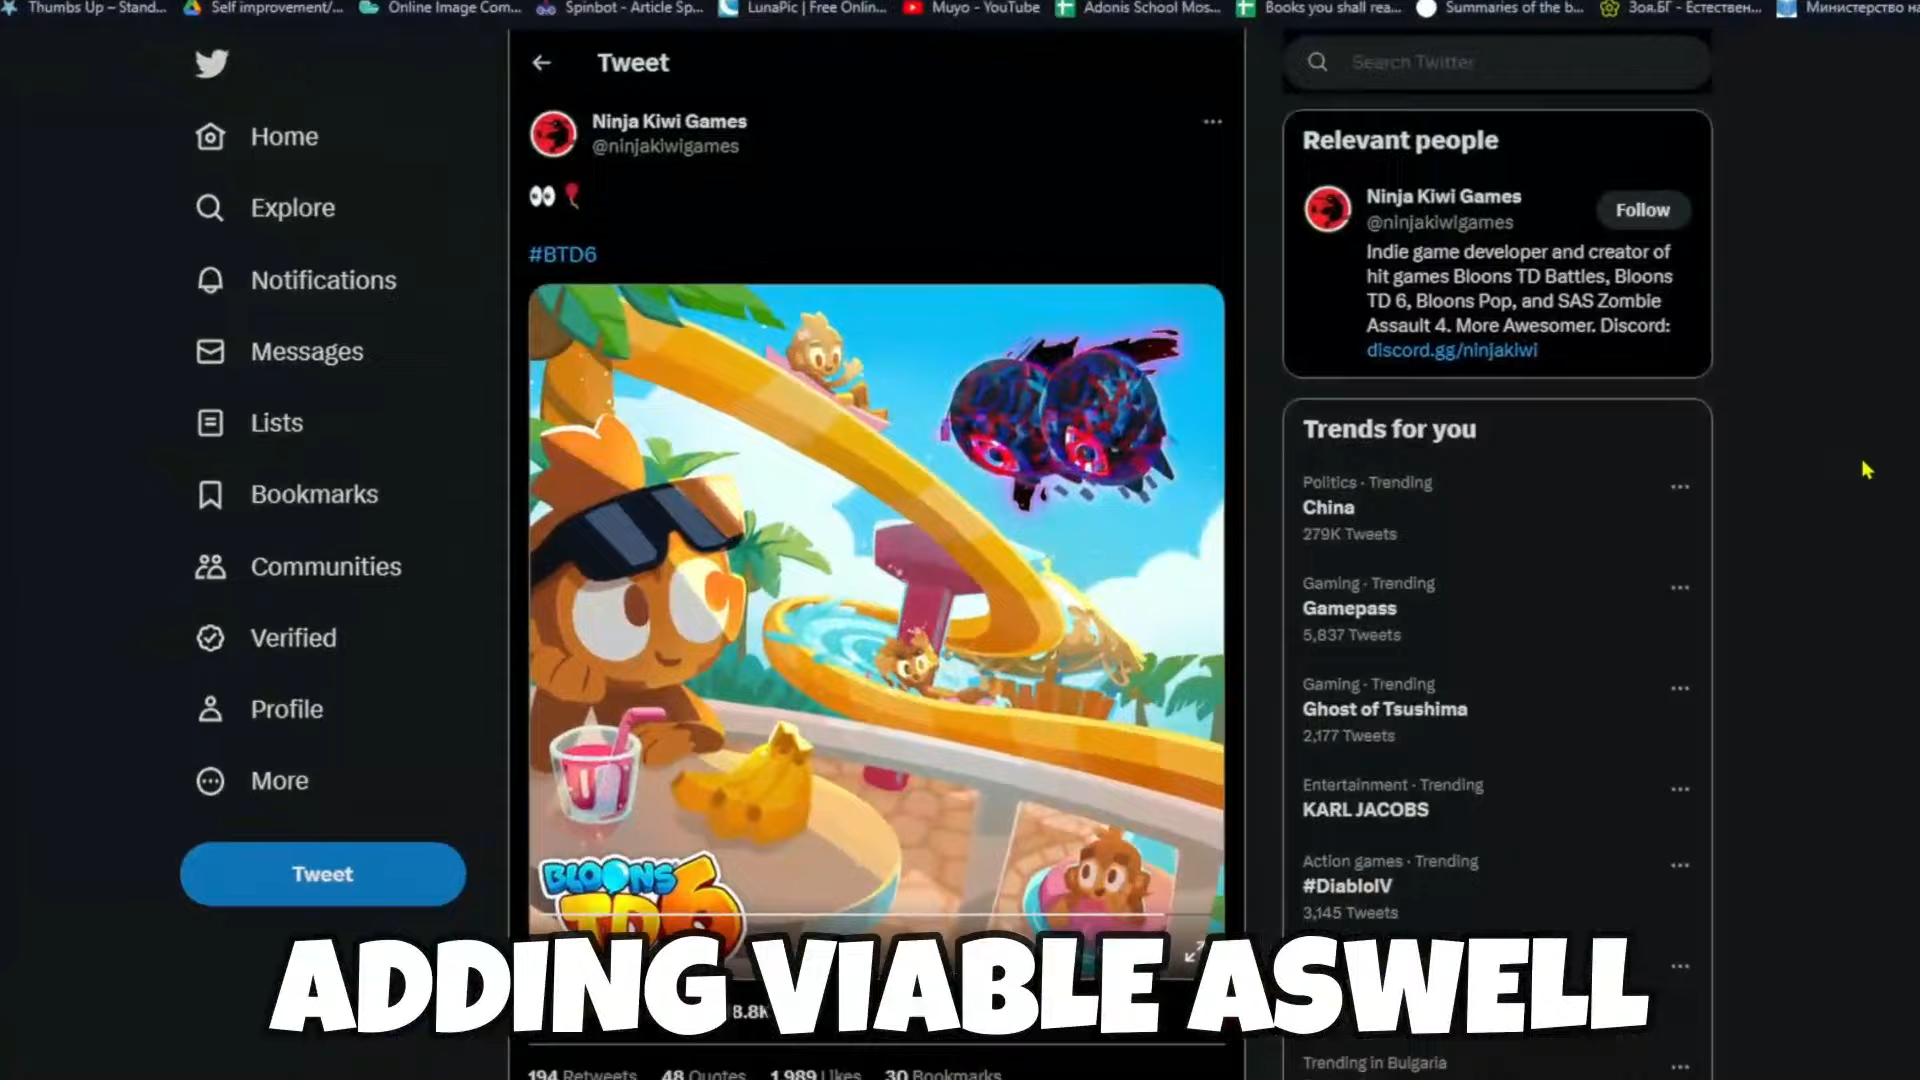 Thumbs Up – Stand...
Self improvement/...
Online Image Com...
Spinbot - Article Sp...
LunaPic | Free Onlin...
Muyo - YouTube
Adonis School Mos...
Books you shall rea...
Summaries of the b...
Зоя.БГ - Естествен...
Министерство на
Home
Explore
Notifications
Messages
Lists
Bookmarks
Communities
Verified
Profile
More
Tweet
Tweet
Ninja Kiwi Games
@ninjakiwigames
#BTD6
BLOONS
TD6
8.8K
194 Retweets 48 Quotes 1,989 Likes 30 Bookmarks
Search Twitter
Relevant people
Ninja Kiwi Games
@ninjakiwigames
Follow
Indie game developer and creator of
hit games Bloons TD Battles, Bloons
TD 6, Bloons Pop, and SAS Zombie
Assault 4. More Awesomer. Discord:
discord.gg/ninjakiwi
Trends for you
Politics · Trending
China
279K Tweets
Gaming · Trending
Gamepass
5,837 Tweets
Gaming · Trending
Ghost of Tsushima
2,177 Tweets
Entertainment · Trending
KARL JACOBS
Action games · Trending
#DiabloIV
3,145 Tweets
Trending in Bulgaria
ADDING VIABLE ASWELL